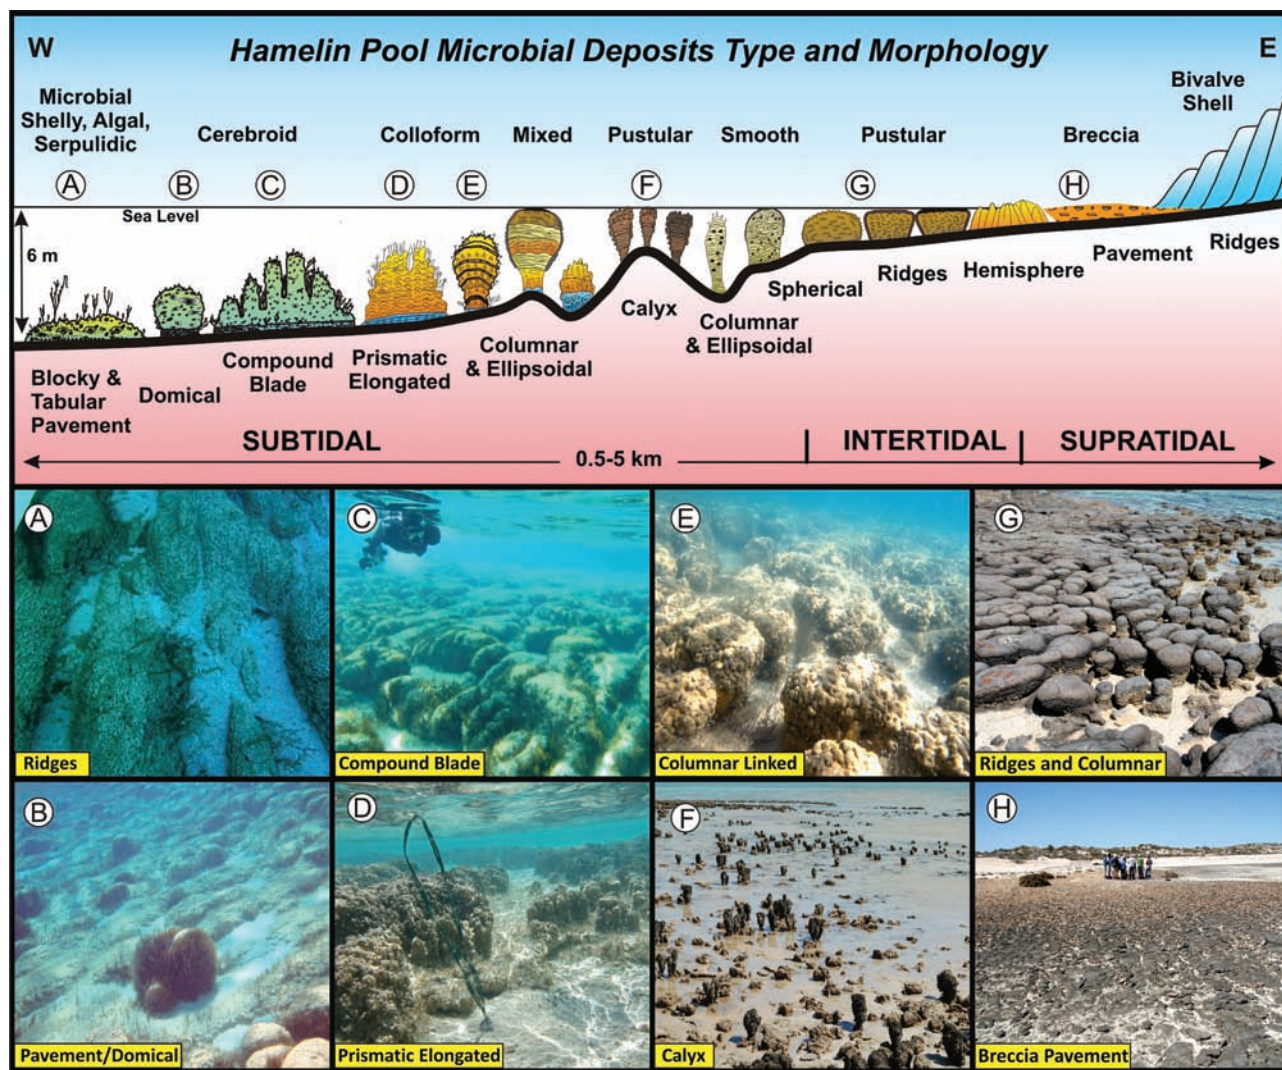 W
Hamelin Pool Microbial Deposits Type and Morphology
E
Microbial
Shelly, Algal,
Serpulidic
Cerebroid
Colloform
Mixed
Pustular
Smooth
Pustular
Breccia
Bivalve
Shell
A
B
C
D
E
F
G
H
Sea Level
6 m
Blocky &
Tabular
Pavement
Domical
Compound
Blade
Prismatic
Elongated
Columnar
& Ellipsoidal
Calyx
Columnar
& Ellipsoidal
Spherical
Ridges
Hemisphere
Pavement
Ridges
SUBTIDAL
INTERTIDAL
SUPRATIDAL
0.5-5 km
A
Ridges
C
Compound Blade
E
Columnar Linked
G
Ridges and Columnar
B
Pavement/Domical
D
Prismatic Elongated
F
Calyx
H
Breccia Pavement